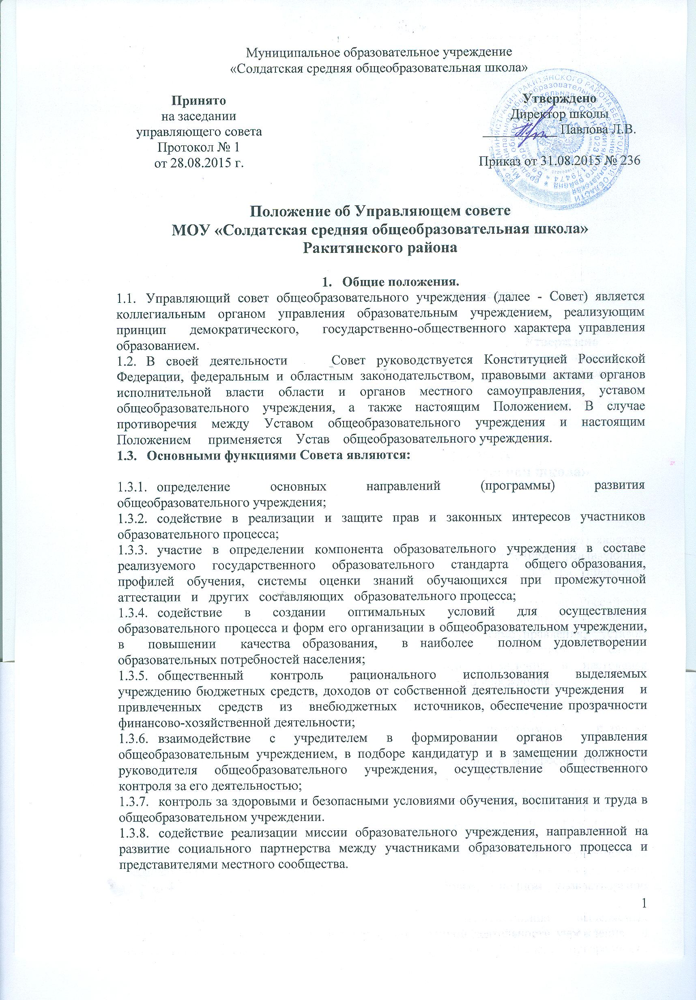 Муниципальное образовательное учреждение
«Солдатская средняя общеобразовательная школа»
Принято
на заседании
управляющего совета
Протокол № 1
от 28.08.2015 г.
Утверждено
Директор школы
Павлова Л.В.
Приказ от 31.08.2015 № 236
Положение об Управляющем совете
МОУ «Солдатская средняя общеобразовательная школа»
Ракитянского района
1. Общие положения.
1.1. Управляющий совет общеобразовательного учреждения (далее - Совет) является
коллегиальным органом управления образовательным учреждением, реализующим
принцип демократического, государственно-общественного характера управления
образованием.
1.2. В своей деятельности Совет руководствуется Конституцией Российской
Федерации, федеральным и областным законодательством, правовыми актами органов
исполнительной власти области и органов местного самоуправления, уставом
общеобразовательного учреждения, а также настоящим Положением. В случае
противоречия между Уставом общеобразовательного учреждения и настоящим
Положением применяется Устав общеобразовательного учреждения.
1.3. Основными функциями Совета являются:
1.3.1. определение основных направлений (программы) развития
общеобразовательного учреждения;
1.3.2. содействие в реализации и защите прав и законных интересов участников
образовательного процесса;
1.3.3. участие в определении компонента образовательного учреждения в составе
реализуемого государственного образовательного стандарта общего образования,
профилей обучения, системы оценки знаний обучающихся при промежуточной
аттестации и других составляющих образовательного процесса;
1.3.4. содействие в создании оптимальных условий для осуществления
образовательного процесса и форм его организации в общеобразовательном учреждении,
в повышении качества образования, в наиболее полном удовлетворении
образовательных потребностей населения;
1.3.5. общественный контроль рационального использования выделяемых
учреждению бюджетных средств, доходов от собственной деятельности учреждения и
привлеченных средств из внебюджетных источников, обеспечение прозрачности
финансово-хозяйственной деятельности;
1.3.6. взаимодействие с учредителем в формировании органов управления
общеобразовательным учреждением, в подборе кандидатур и в замещении должности
руководителя общеобразовательного учреждения, осуществление общественного
контроля за его деятельностью;
1.3.7. контроль за здоровыми и безопасными условиями обучения, воспитания и труда в
общеобразовательном учреждении.
1.3.8. содействие реализации миссии образовательного учреждения, направленной на
развитие социального партнерства между участниками образовательного процесса и
представителями местного сообщества.
1